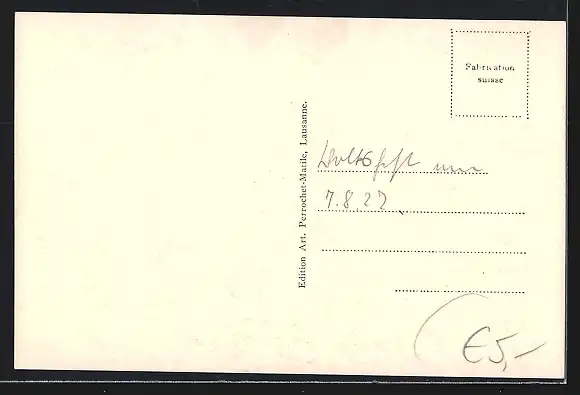 Fabrication
suisse
Edition Art. Perrochet-Matile, Lausanne.
7.8.27
€5,-